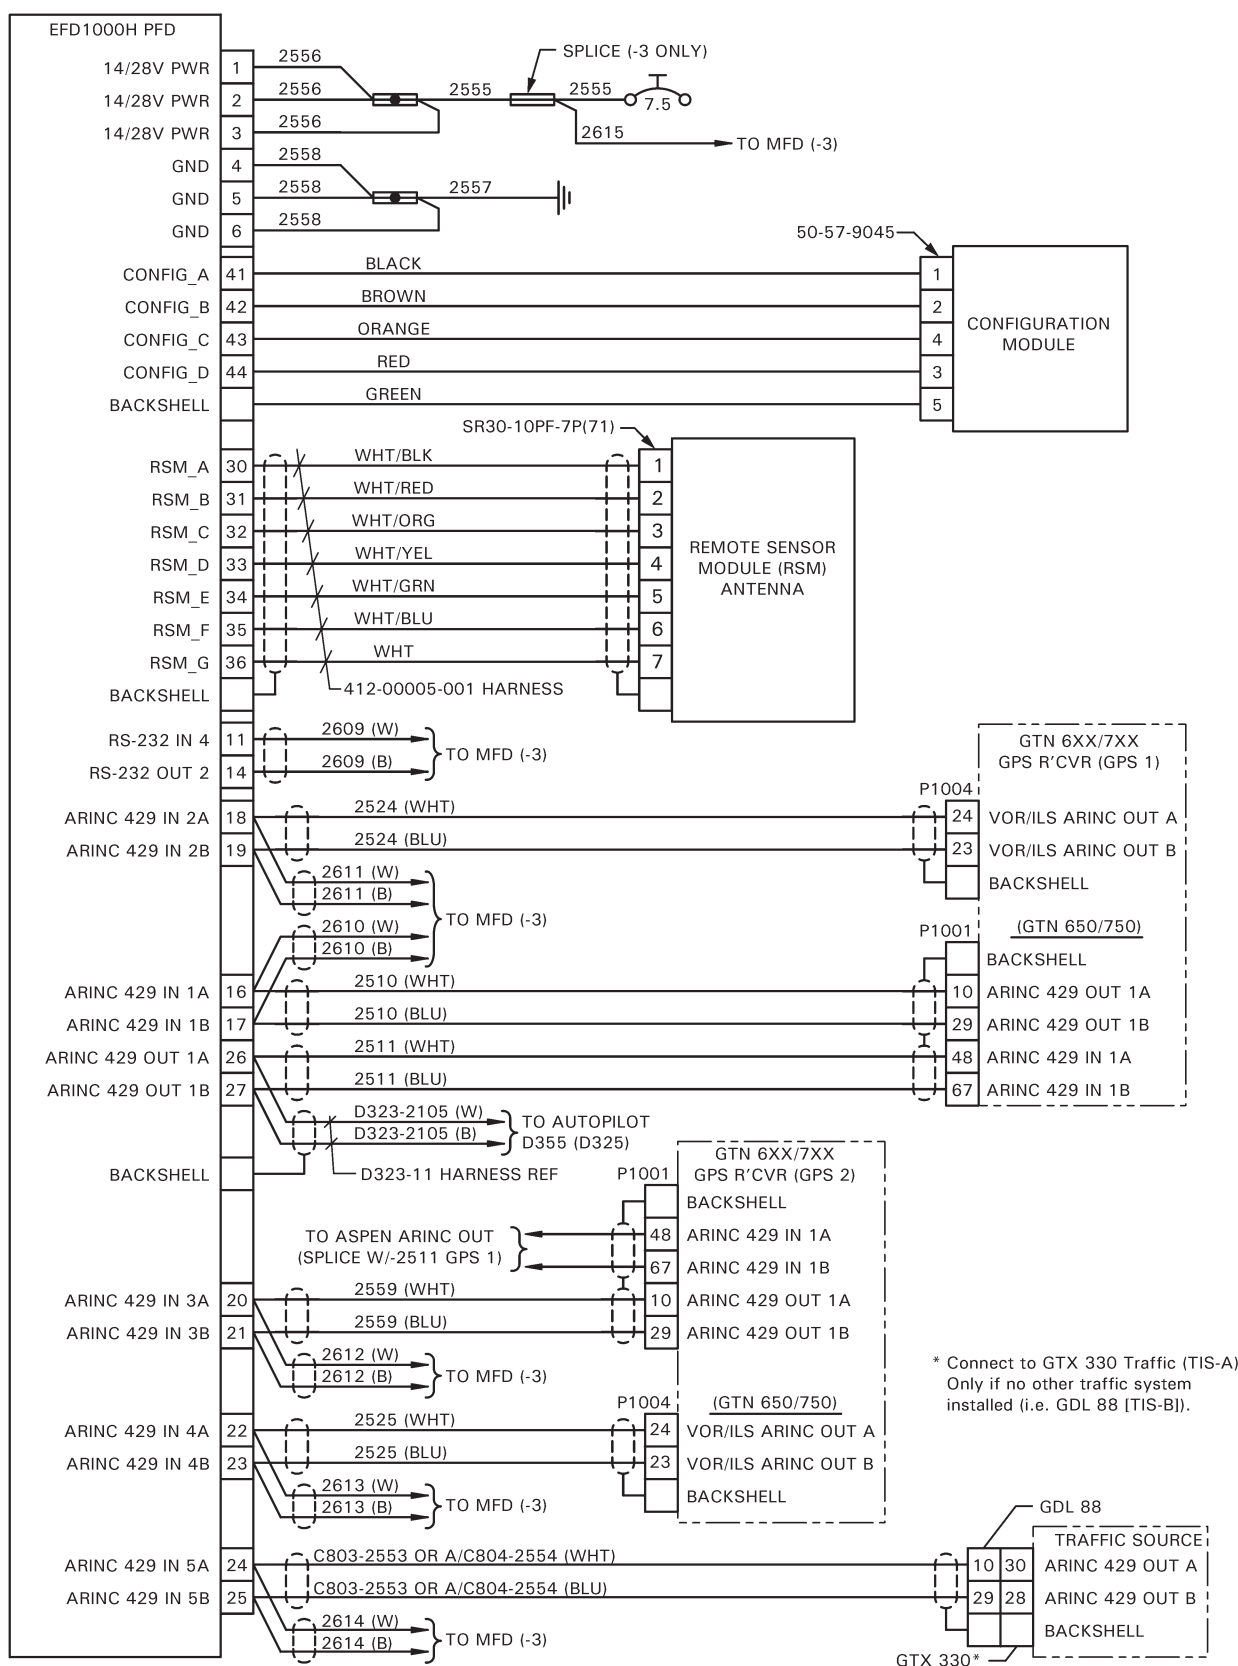 EFD1000H PFD
14/28V PWR 1 2556
SPLICE (-3 ONLY)
14/28V PWR 2 2556 2555 2555 7.5
14/28V PWR 3 2556
2615 TO MFD (-3)
GND 4 2558
GND 5 2558 2557
GND 6 2558
50-57-9045
CONFIG_A 41 BLACK 1
CONFIG_B 42 BROWN 2
CONFIGURATION
MODULE
CONFIG_C 43 ORANGE 4
CONFIG_D 44 RED 3
BACKSHELL GREEN 5
SR30-10PF-7P(71)
RSM_A 30 WHT/BLK 1
RSM_B 31 WHT/RED 2
RSM_C 32 WHT/ORG 3
REMOTE SENSOR
MODULE (RSM)
ANTENNA
RSM_D 33 WHT/YEL 4
RSM_E 34 WHT/GRN 5
RSM_F 35 WHT/BLU 6
RSM_G 36 WHT 7
BACKSHELL 412-00005-001 HARNESS
RS-232 IN 4 11 2609 (W)
TO MFD (-3)
RS-232 OUT 2 14 2609 (B)
GTN 6XX/7XX
GPS R'CVR (GPS 1)
P1004
ARINC 429 IN 2A 18 2524 (WHT) 24 VOR/ILS ARINC OUT A
ARINC 429 IN 2B 19 2524 (BLU) 23 VOR/ILS ARINC OUT B
BACKSHELL
2611 (W)
2611 (B)
TO MFD (-3)
2610 (W)
2610 (B)
(GTN 650/750)
P1001
BACKSHELL
ARINC 429 IN 1A 16 2510 (WHT) 10 ARINC 429 OUT 1A
ARINC 429 IN 1B 17 2510 (BLU) 29 ARINC 429 OUT 1B
ARINC 429 OUT 1A 26 2511 (WHT) 48 ARINC 429 IN 1A
ARINC 429 OUT 1B 27 2511 (BLU) 67 ARINC 429 IN 1B
D323-2105 (W)
D323-2105 (B)
TO AUTOPILOT
D355 (D325)
BACKSHELL D323-11 HARNESS REF
GTN 6XX/7XX
GPS R'CVR (GPS 2)
P1001
BACKSHELL
TO ASPEN ARINC OUT
(SPLICE W/-2511 GPS 1)
48 ARINC 429 IN 1A
67 ARINC 429 IN 1B
ARINC 429 IN 3A 20 2559 (WHT) 10 ARINC 429 OUT 1A
ARINC 429 IN 3B 21 2559 (BLU) 29 ARINC 429 OUT 1B
2612 (W)
2612 (B)
TO MFD (-3)
* Connect to GTX 330 Traffic (TIS-A)
Only if no other traffic system
installed (i.e. GDL 88 [TIS-B]).
P1004 (GTN 650/750)
ARINC 429 IN 4A 22 2525 (WHT) 24 VOR/ILS ARINC OUT A
ARINC 429 IN 4B 23 2525 (BLU) 23 VOR/ILS ARINC OUT B
BACKSHELL
2613 (W)
2613 (B)
TO MFD (-3)
GDL 88
TRAFFIC SOURCE
ARINC 429 IN 5A 24 C803-2553 OR A/C804-2554 (WHT) 10 30 ARINC 429 OUT A
ARINC 429 IN 5B 25 C803-2553 OR A/C804-2554 (BLU) 29 28 ARINC 429 OUT B
BACKSHELL
2614 (W)
2614 (B)
TO MFD (-3)
GTX 330*